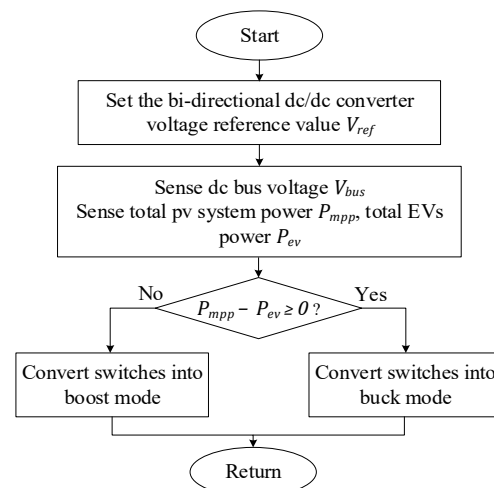 Start
Set the bi-directional dc/dc converter
voltage reference value V_ref
Sense dc bus voltage V_bus
Sense total pv system power P_mpp, total EVs
power P_ev
No
P_mpp − P_ev ≥ 0 ?
Yes
Convert switches into
boost mode
Convert switches into
buck mode
Return